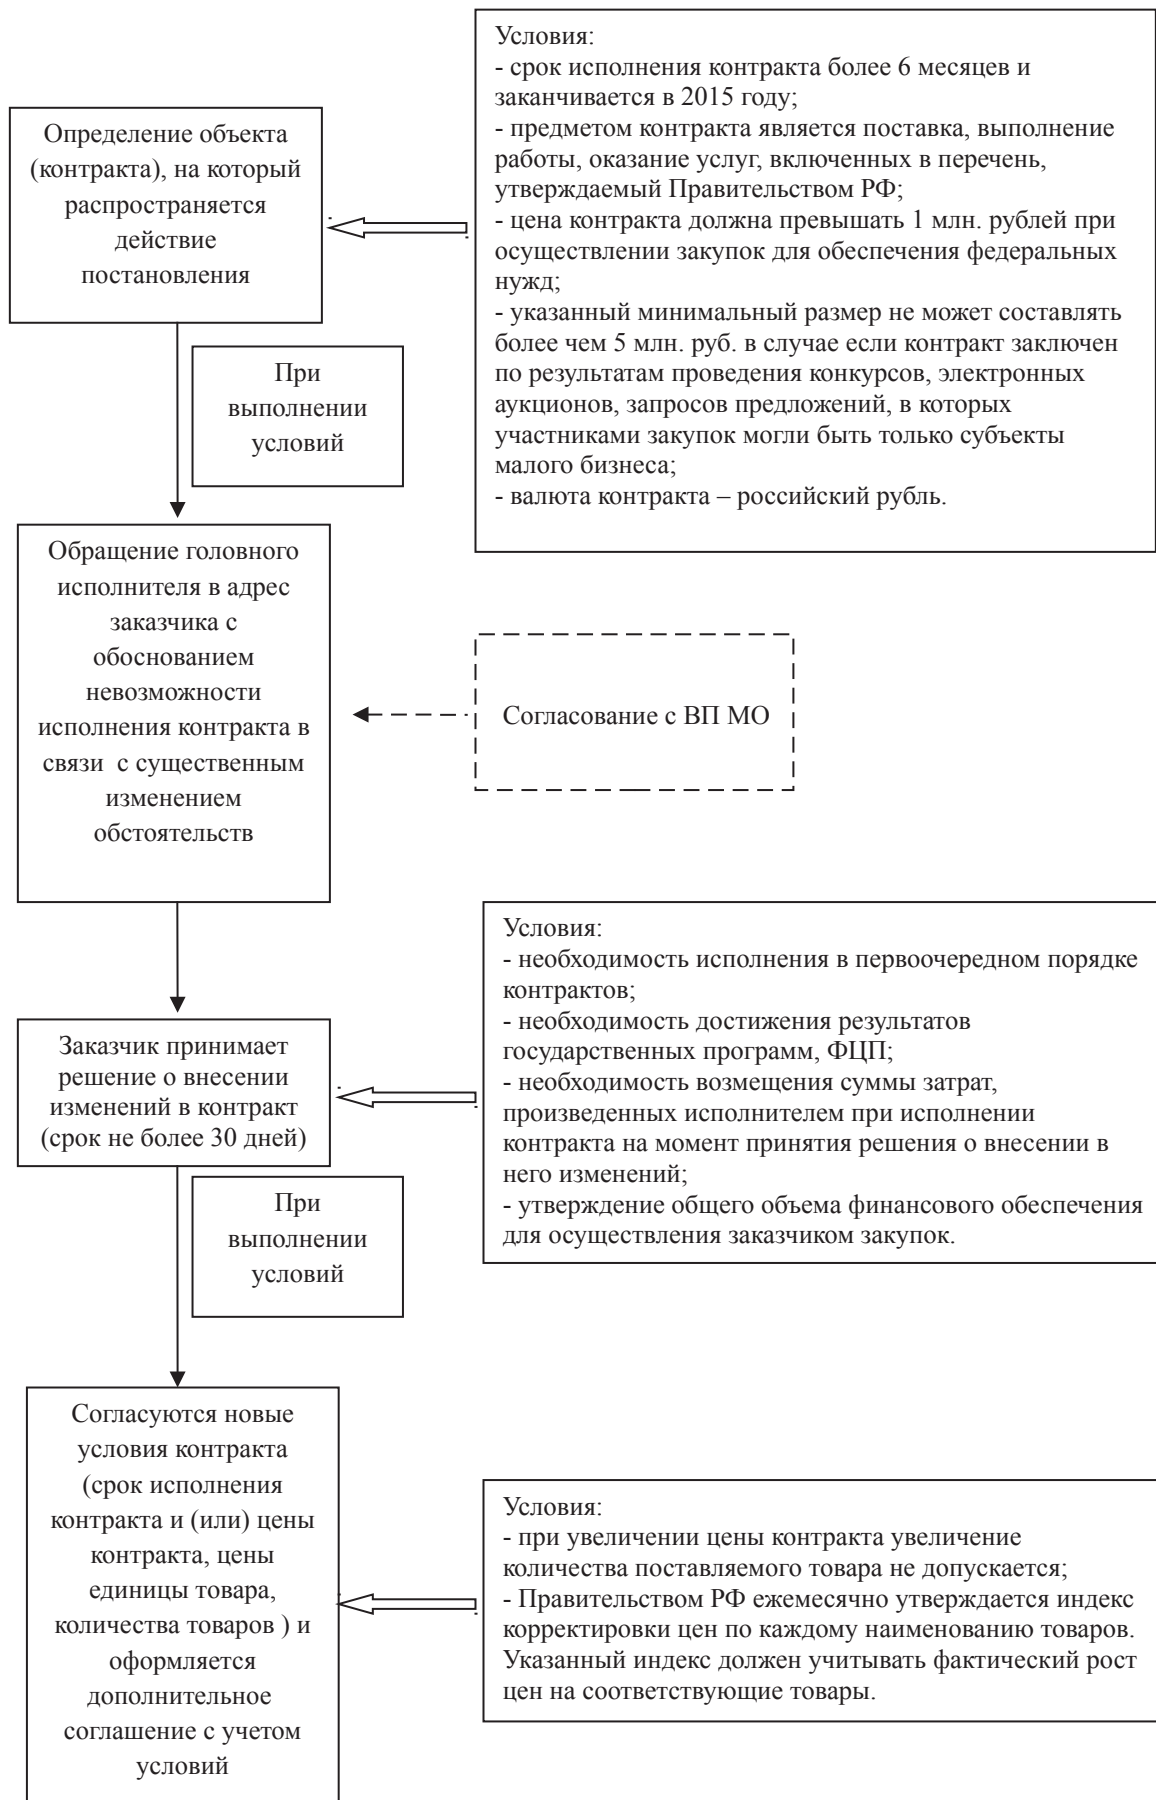 Условия:
- срок исполнения контракта более 6 месяцев и
заканчивается в 2015 году;
- предметом контракта является поставка, выполнение
работы, оказание услуг, включенных в перечень,
утверждаемый Правительством РФ;
- цена контракта должна превышать 1 млн. рублей при
осуществлении закупок для обеспечения федеральных
нужд;
- указанный минимальный размер не может составлять
более чем 5 млн. руб. в случае если контракт заключен
по результатам проведения конкурсов, электронных
аукционов, запросов предложений, в которых
участниками закупок могли быть только субъекты
малого бизнеса;
- валюта контракта – российский рубль.
Определение объекта
(контракта), на который
распространяется
действие
постановления
При
выполнении
условий
Обращение головного
исполнителя в адрес
заказчика с
обоснованием
невозможности
исполнения контракта в
связи с существенным
изменением
обстоятельств
Согласование с ВП МО
Условия:
- необходимость исполнения в первоочередном порядке
контрактов;
- необходимость достижения результатов
государственных программ, ФЦП;
- необходимость возмещения суммы затрат,
произведенных исполнителем при исполнении
контракта на момент принятия решения о внесении в
него изменений;
- утверждение общего объема финансового обеспечения
для осуществления заказчиком закупок.
Заказчик принимает
решение о внесении
изменений в контракт
(срок не более 30 дней)
При
выполнении
условий
Согласуются новые
условия контракта
(срок исполнения
контракта и (или) цены
контракта, цены
единицы товара,
количества товаров ) и
оформляется
дополнительное
соглашение с учетом
условий
Условия:
- при увеличении цены контракта увеличение
количества поставляемого товара не допускается;
- Правительством РФ ежемесячно утверждается индекс
корректировки цен по каждому наименованию товаров.
Указанный индекс должен учитывать фактический рост
цен на соответствующие товары.